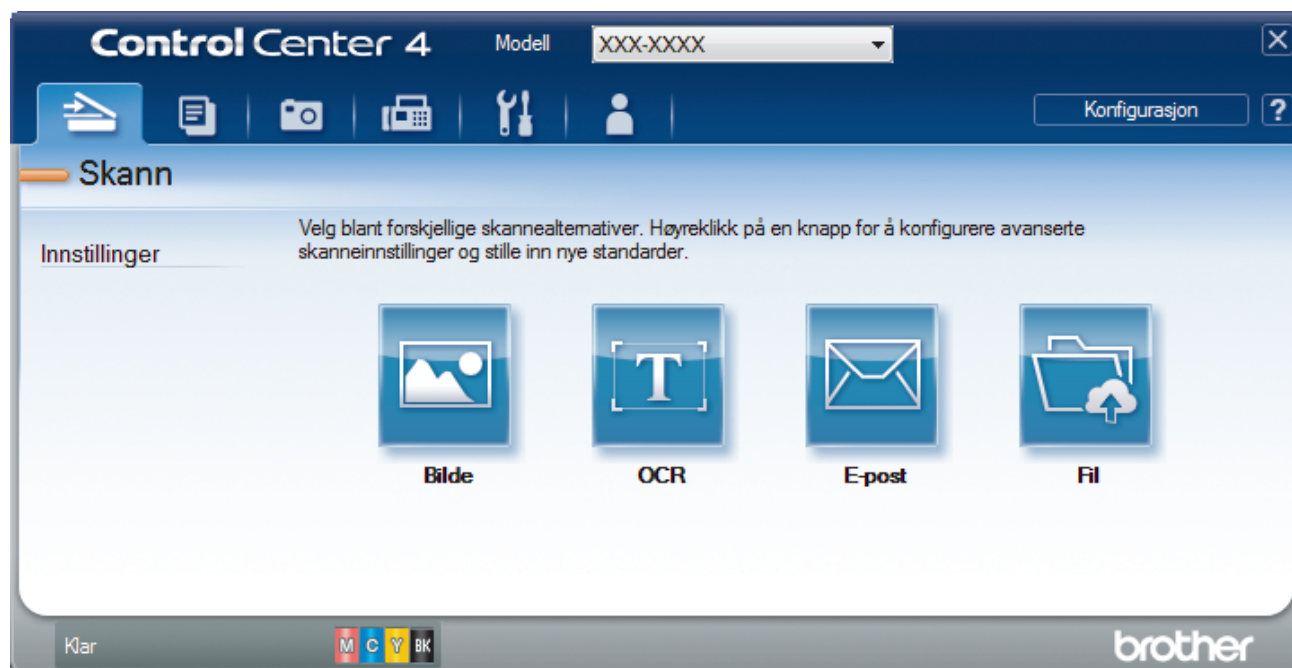 ControlCenter 4 Modell XXX-XXXX
Konfigurasjon ?
Skann
Velg blant forskjellige skannealternativer. Høyreklikk på en knapp for å konfigurere avanserte
skanneinnstillinger og stille inn nye standarder.
Innstillinger
T
Bilde OCR E-post Fil
Klar M C Y BK brother